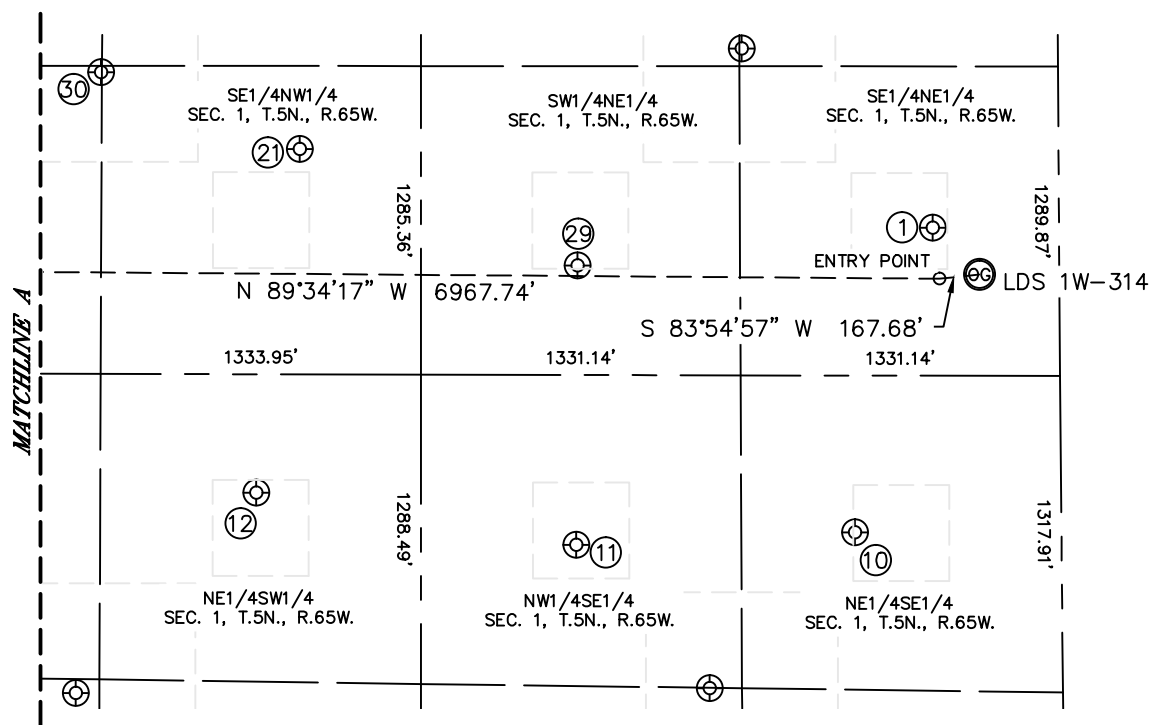 30
SE1/4NW1/4
SEC. 1, T.5N., R.65W.
SW1/4NE1/4
SEC. 1, T.5N., R.65W.
SE1/4NE1/4
SEC. 1, T.5N., R.65W.
21
1285.36'
29
1
1289.87'
ENTRY POINT
OG
LDS 1W-314
N 89°34'17" W 6967.74'
S 83°54'57" W 167.68'
MATCHLINE A
1333.95'
1331.14'
1331.14'
12
1288.49'
11
10
1317.91'
NE1/4SW1/4
SEC. 1, T.5N., R.65W.
NW1/4SE1/4
SEC. 1, T.5N., R.65W.
NE1/4SE1/4
SEC. 1, T.5N., R.65W.